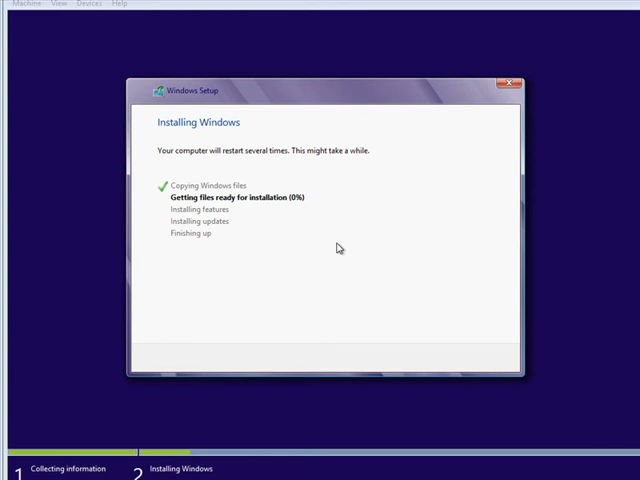 Machine View Devices Help
Windows Setup
Installing Windows
Your computer will restart several times. This might take a while.
Copying Windows files
Getting files ready for installation (0%)
Installing features
Installing updates
Finishing up
1 Collecting information 2 Installing Windows